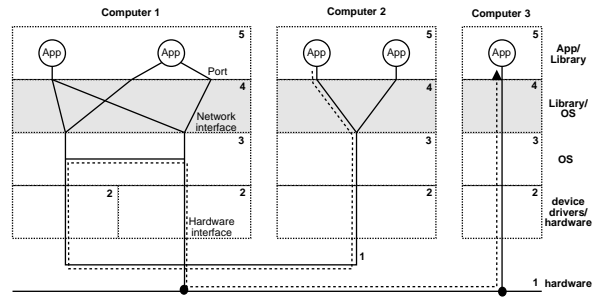 Computer 1
Computer 2
Computer 3
5
5
5
App
App
App
App
App
App/
Library
Port
4
4
4
Library/
OS
Network
interface
3
3
3
OS
2
2
2
2
device
drivers/
hardware
Hardware
interface
1
1 hardware